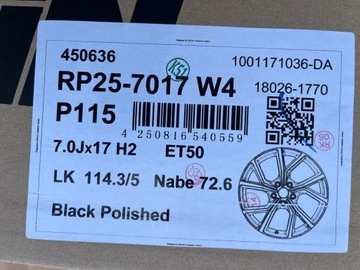 450636
1001171036-DA
K51
RP25-7017 W4
18026-1770
P115
4 250816 540559
7.0Jx17 H2 ET50
LK 114.3/5 Nabe 72.6
Black Polished